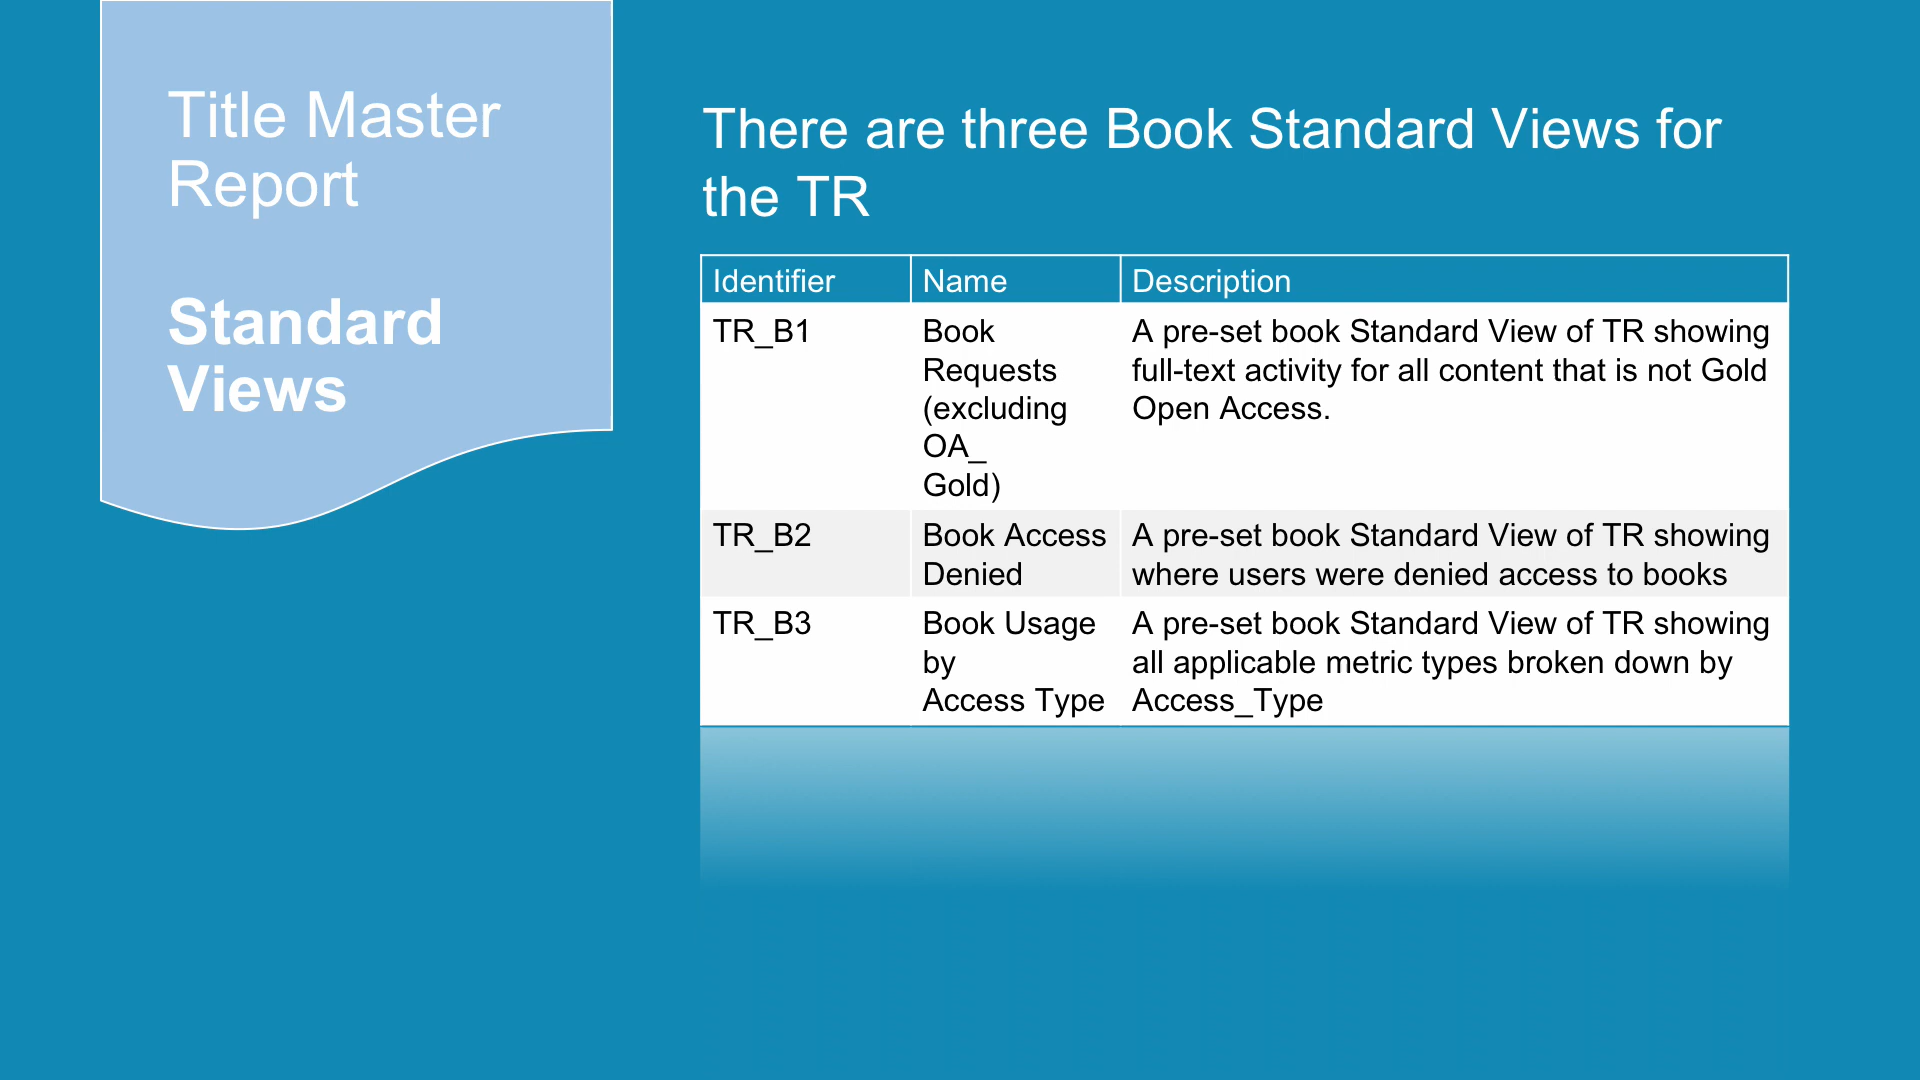 Title Master
Report
Standard
Views
There are three Book Standard Views for
the TR
Identifier
Name
Description
TR_B1
Book
Requests
(excluding
OA_
Gold)
A pre-set book Standard View of TR showing
full-text activity for all content that is not Gold
Open Access.
TR_B2
Book Access
Denied
A pre-set book Standard View of TR showing
where users were denied access to books
TR_B3
Book Usage
by
Access Type
A pre-set book Standard View of TR showing
all applicable metric types broken down by
Access_Type